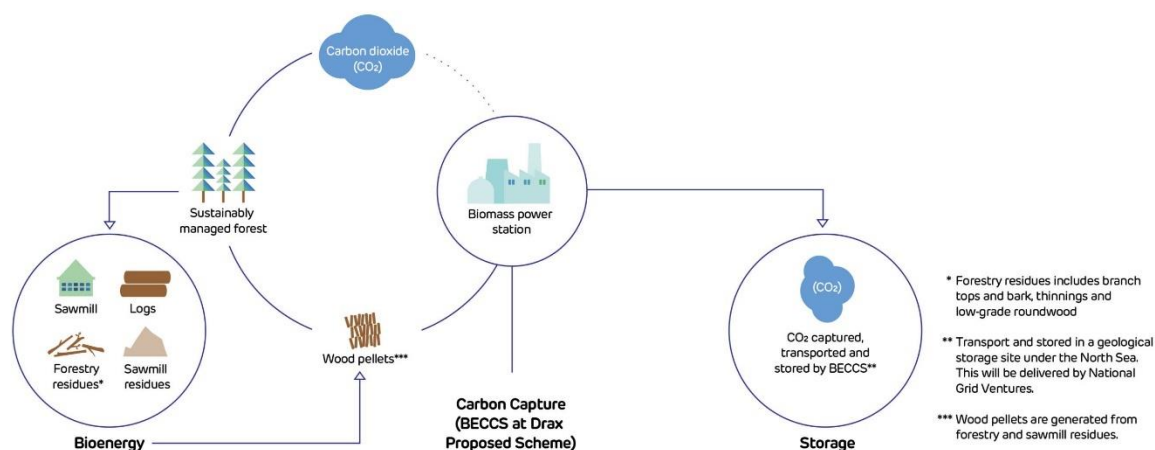 Carbon dioxide
(CO₂)
Sustainably
managed forest
Biomass power
station
Sawmill
Logs
Forestry
residues*
Sawmill
residues
Bioenergy
Wood pellets***
Carbon Capture
(BECCS at Drax
Proposed Scheme)
(CO₂)
CO₂ captured,
transported and
stored by BECCS**
Storage
* Forestry residues includes branch
tops and bark, thinnings and
low-grade roundwood
** Transport and stored in a geological
storage site under the North Sea.
This will be delivered by National
Grid Ventures.
*** Wood pellets are generated from
forestry and sawmill residues.